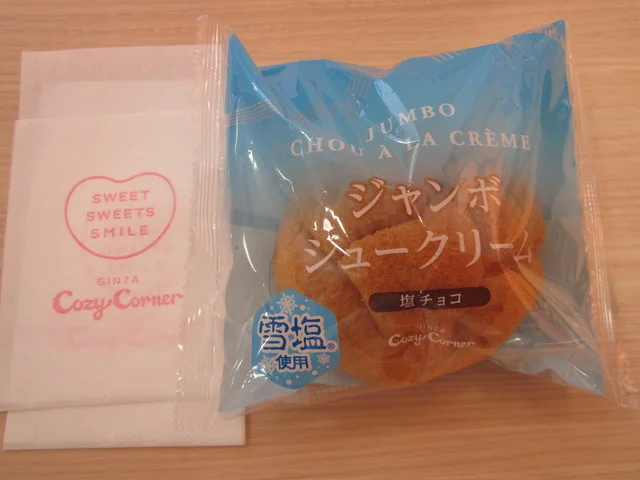 SWEET
SWEETS
SMILE
GINZA
Cozy Corner
JUMBO
CHOU À LA CRÈME
ジャンボ
シュークリーム
塩チョコ
GINZA
Cozy Corner
雪塩®
使用